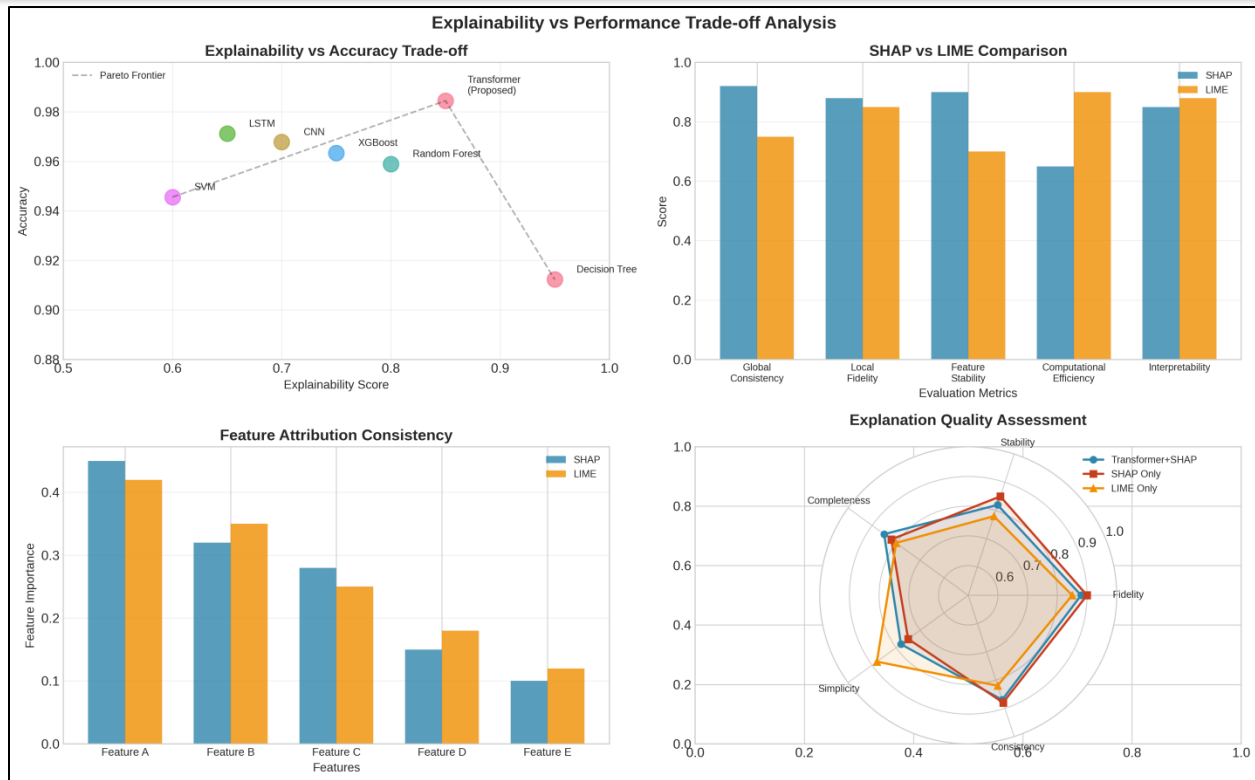 Explainability vs Performance Trade-off Analysis
Explainability vs Accuracy Trade-off
Pareto Frontier
Transformer
(Proposed)
LSTM
CNN
XGBoost
Random Forest
SVM
Decision Tree
1.00
0.98
0.96
0.94
0.92
0.90
0.88
Accuracy
0.5 0.6 0.7 0.8 0.9 1.0
Explainability Score
SHAP vs LIME Comparison
SHAP
LIME
1.0
0.8
0.6
0.4
0.2
0.0
Score
Global
Consistency
Local
Fidelity
Feature
Stability
Computational
Efficiency
Interpretability
Evaluation Metrics
Feature Attribution Consistency
SHAP
LIME
0.4
0.3
0.2
0.1
0.0
Feature Importance
Feature A Feature B Feature C Feature D Feature E
Features
Explanation Quality Assessment
Transformer+SHAP
SHAP Only
LIME Only
1.0
0.8
0.6
0.4
0.2
0.0
Stability
Completeness
Fidelity
Simplicity
Consistency
0.6 0.7 0.8 0.9 1.0
0.0 0.2 0.4 0.6 0.8 1.0